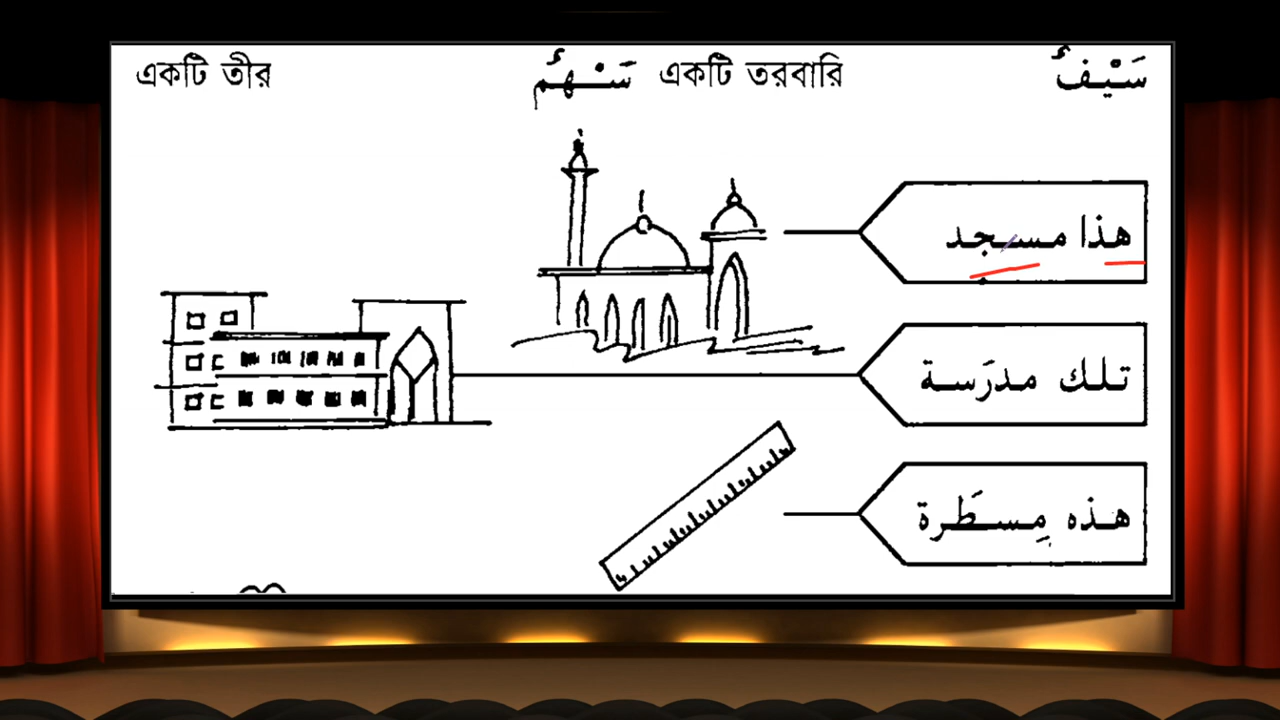 سَيْفٌ একটি তরবারি سَهْمٌ একটি তীর
هذا مسجد
تلك مدرَسة
هذه مِسطَرة